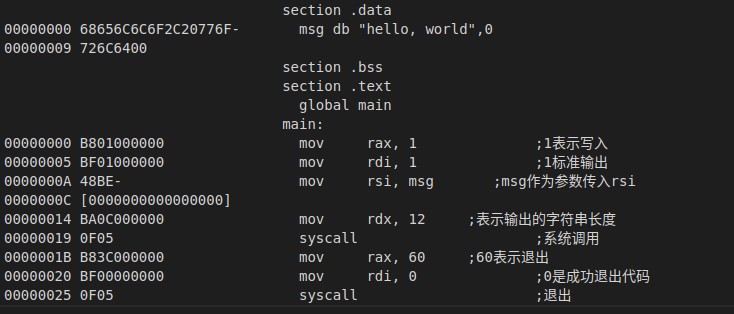 section .data
00000000 68656C6C6F2C20776F- msg db "hello, world",0
00000009 726C6400
section .bss
section .text
global main
main:
00000000 B801000000 mov rax, 1 ;1表示写入
00000005 BF01000000 mov rdi, 1 ;1标准输出
0000000A 48BE- mov rsi, msg ;msg作为参数传入rsi
0000000C [0000000000000000]
00000014 BA0C000000 mov rdx, 12 ;表示输出的字符串长度
00000019 0F05 syscall ;系统调用
0000001B B83C000000 mov rax, 60 ;60表示退出
00000020 BF00000000 mov rdi, 0 ;0是成功退出代码
00000025 0F05 syscall ;退出